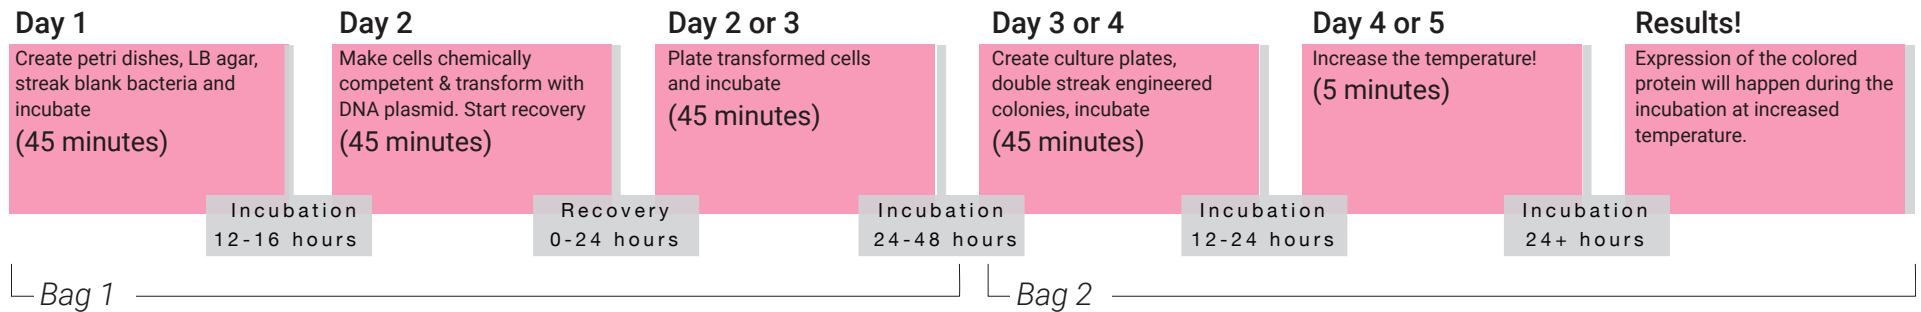 Day 1
Create petri dishes, LB agar,
streak blank bacteria and
incubate
(45 minutes)
Incubation
12-16 hours
Day 2
Make cells chemically
competent & transform with
DNA plasmid. Start recovery
(45 minutes)
Recovery
0-24 hours
Day 2 or 3
Plate transformed cells
and incubate
(45 minutes)
Incubation
24-48 hours
Day 3 or 4
Create culture plates,
double streak engineered
colonies, incubate
(45 minutes)
Incubation
12-24 hours
Day 4 or 5
Increase the temperature!
(5 minutes)
Incubation
24+ hours
Results!
Expression of the colored
protein will happen during the
incubation at increased
temperature.
Bag 1
Bag 2